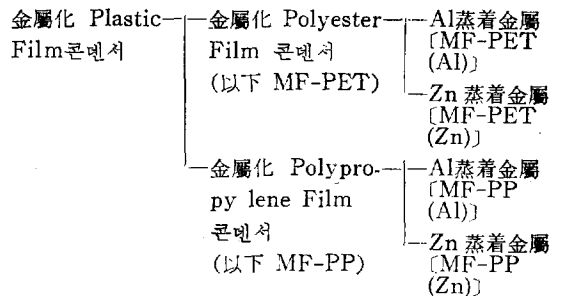 金屬化 Plastic
Film콘덴서
金屬化 Polyester
Film 콘덴서
(以下 MF-PET)
Al蒸着金屬
〔MF-PET
(Al)〕
Zn 蒸着金屬
〔MF-PET
(Zn)〕
金屬化 Polypro-
py lene Film
콘덴서
(以下 MF-PP)
Al蒸着金屬
〔MF-PP
(Al)〕
Zn 蒸着金屬
〔MF-PP
(Zn)〕